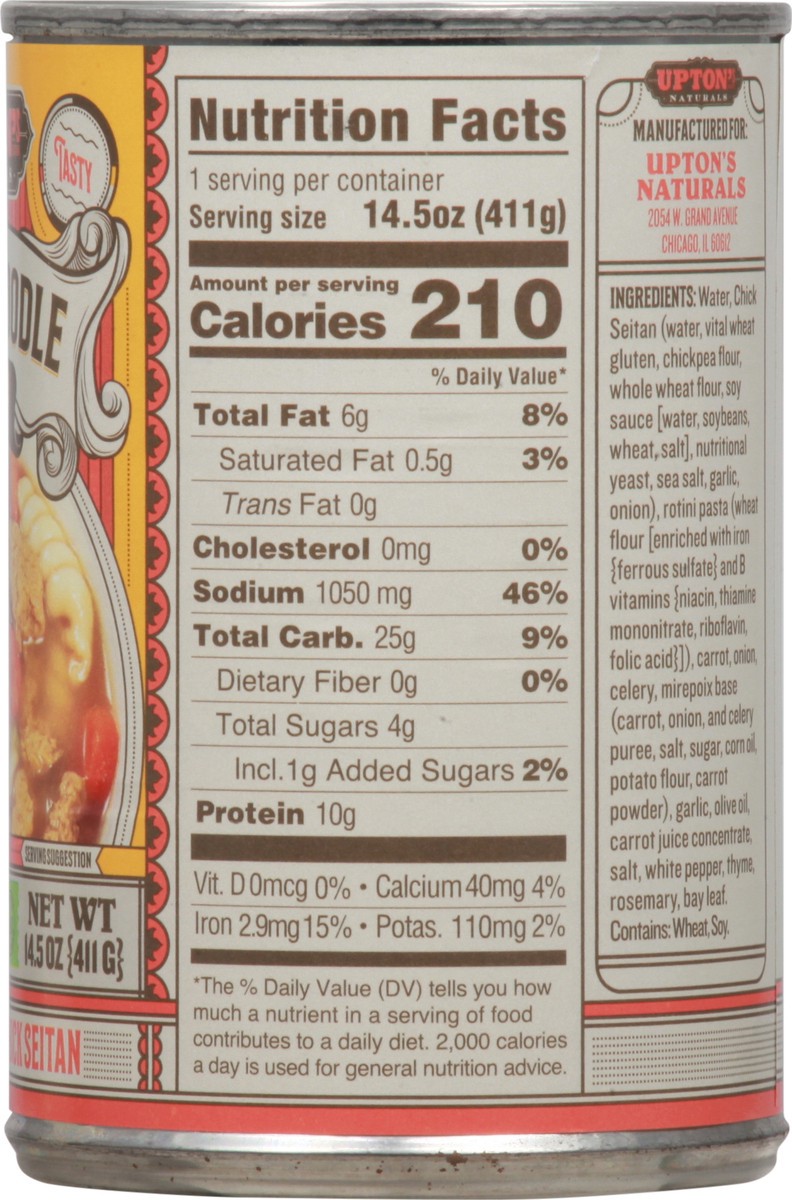 TASTY
ODLE
SERVING SUGGESTION
NET WT
14.5 OZ {411 G}
CK SEITAN
Nutrition Facts
1 serving per container
Serving size 14.5oz (411g)
Amount per serving
Calories 210
% Daily Value*
Total Fat 6g 8%
Saturated Fat 0.5g 3%
Trans Fat 0g
Cholesterol 0mg 0%
Sodium 1050 mg 46%
Total Carb. 25g 9%
Dietary Fiber 0g 0%
Total Sugars 4g
Incl.1g Added Sugars 2%
Protein 10g
Vit. D 0mcg 0% • Calcium 40mg 4%
Iron 2.9mg 15% • Potas. 110mg 2%
*The % Daily Value (DV) tells you how
much a nutrient in a serving of food
contributes to a daily diet. 2,000 calories
a day is used for general nutrition advice.
UPTON'S
NATURALS
MANUFACTURED FOR:
UPTON'S
NATURALS
2054 W. GRAND AVENUE
CHICAGO, IL 60612
INGREDIENTS: Water, Chick
Seitan (water, vital wheat
gluten, chickpea flour,
whole wheat flour, soy
sauce [water, soybeans,
wheat, salt], nutritional
yeast, sea salt, garlic,
onion), rotini pasta (wheat
flour [enriched with iron
{ferrous sulfate} and B
vitamins {niacin, thiamine
mononitrate, riboflavin,
folic acid}]), carrot, onion,
celery, mirepoix base
(carrot, onion, and celery
puree, salt, sugar, corn oil,
potato flour, carrot
powder), garlic, olive oil,
carrot juice concentrate,
salt, white pepper, thyme,
rosemary, bay leaf.
Contains: Wheat, Soy.